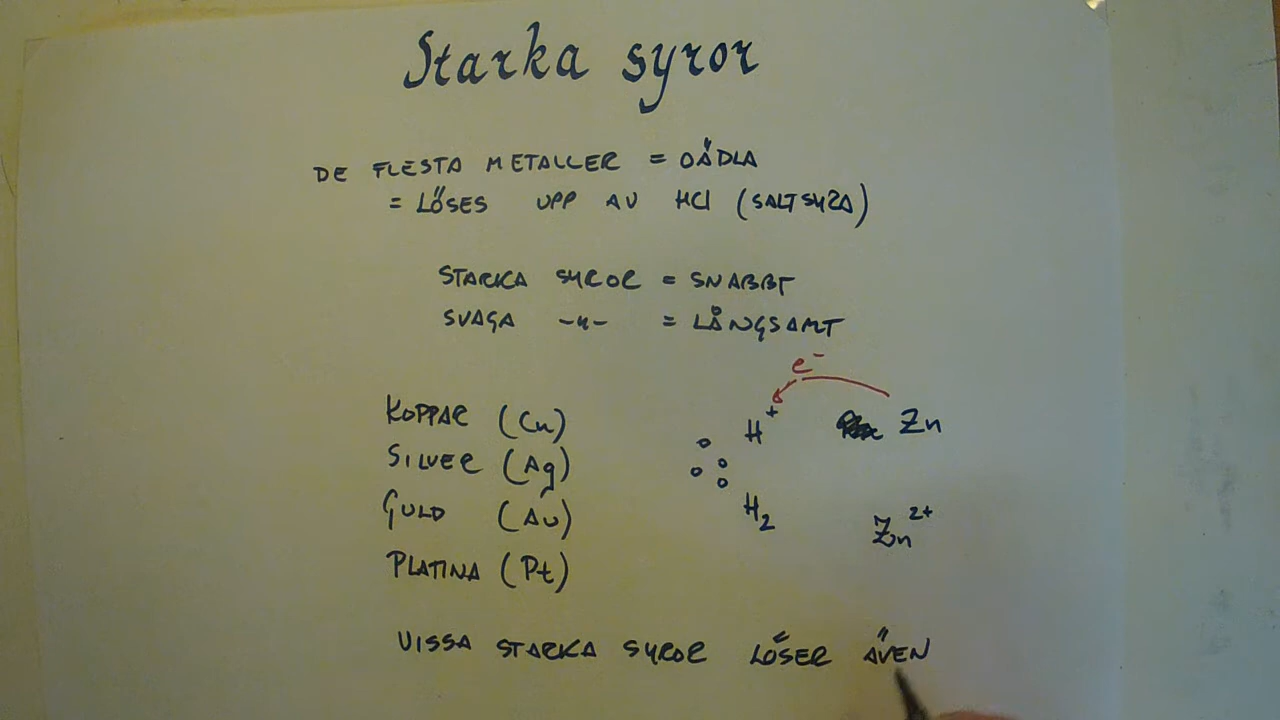 Starka syror
DE FLESTA METALLER = OÄDLA
= LÖSES UPP AV HCl (SALTSYRA)
STARKA SYROR = SNABBT
SVAGA -"- = LÅNGSAMT
e⁻
KOPPAR (Cu)
H⁺ Zn
SILVER (Ag)
GULD (Au)
H₂ Zn²⁺
PLATINA (Pt)
VISSA STARKA SYROR LÖSER ÄVEN